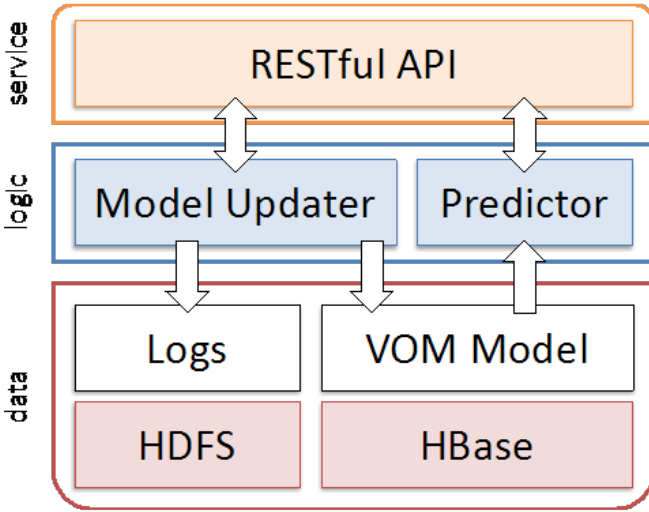 service
RESTful API
logic
Model Updater
Predictor
data
Logs
VOM Model
HDFS
HBase